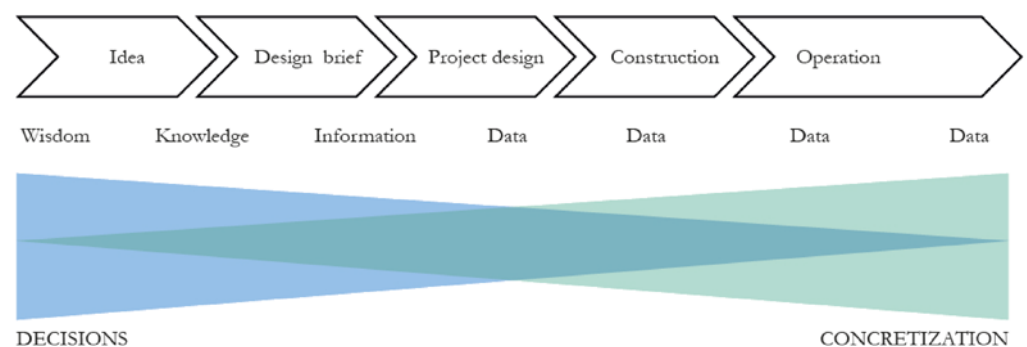 Idea Design brief Project design Construction Operation
Wisdom Knowledge Information Data Data Data Data
DECISIONS CONCRETIZATION